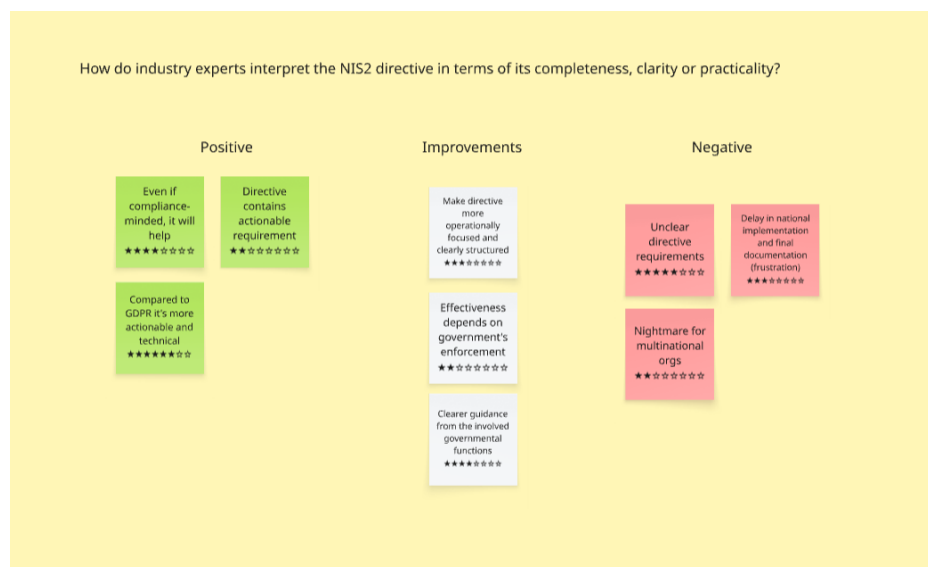 How do industry experts interpret the NIS2 directive in terms of its completeness, clarity or practicality?
Positive
Even if
compliance-
minded, it will
help
★★★★☆☆☆☆
Directive
contains
actionable
requirement
★★☆☆☆☆☆☆
Compared to
GDPR it's more
actionable and
technical
★★★★★★☆☆
Improvements
Make directive
more
operationally
focused and
clearly structured
★★★☆☆☆☆☆
Effectiveness
depends on
government's
enforcement
★★☆☆☆☆☆☆
Clearer guidance
from the involved
governmental
functions
★★★★☆☆☆☆
Negative
Unclear
directive
requirements
★★★★★☆☆☆
Delay in national
implementation
and final
documentation
(frustration)
★★★☆☆☆☆☆
Nightmare for
multinational
orgs
★★☆☆☆☆☆☆